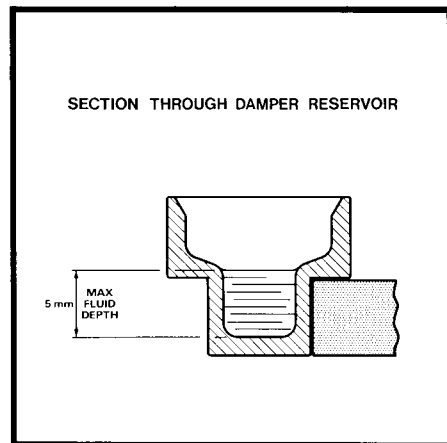 SECTION THROUGH DAMPER RESERVOIR
5 mm
MAX
FLUID
DEPTH